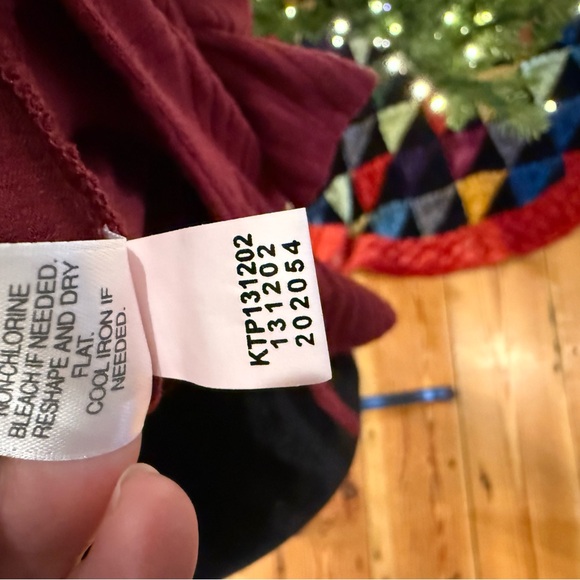 NON-CHLORINE
BLEACH IF NEEDED.
RESHAPE AND DRY
FLAT.
COOL IRON IF
NEEDED.
KTP131202
131202
202054